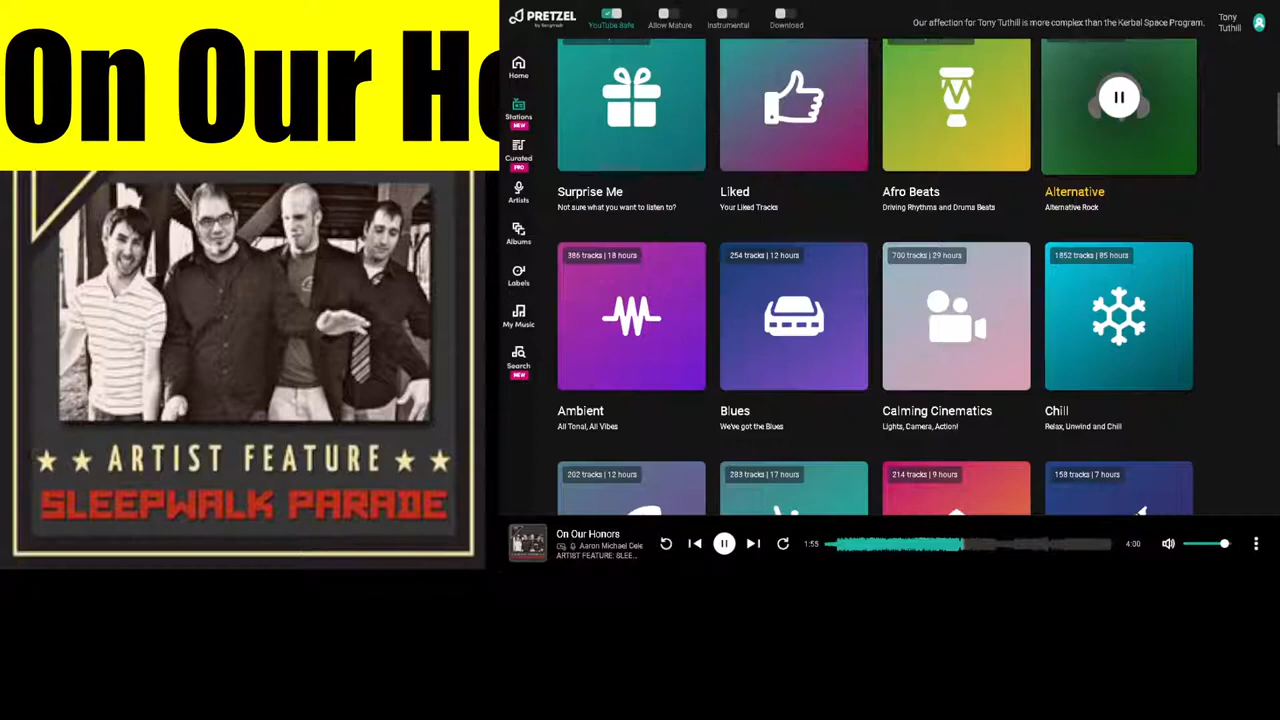 On Our Ho
★ ★ ARTIST FEATURE ★ ★
SLEEPWALK PARADE
PRETZEL
YouTube Safe
Allow Mature
Instrumental
Download
Our affection for Tony Tuthill is more complex than the Kerbal Space Program.
Tony
Tuthill
Home
Stations
NEW
Curated
PRO
Artists
Albums
Labels
My Music
Search
NEW
Surprise Me
Not sure what you want to listen to?
Liked
Your Liked Tracks
Afro Beats
Driving Rhythms and Drums Beats
Alternative
Alternative Rock
386 tracks | 18 hours
254 tracks | 12 hours
700 tracks | 29 hours
1852 tracks | 85 hours
Ambient
All Tonal, All Vibes
Blues
We've got the Blues
Calming Cinematics
Lights, Camera, Action!
Chill
Relax, Unwind and Chill
202 tracks | 12 hours
283 tracks | 17 hours
214 tracks | 9 hours
158 tracks | 7 hours
On Our Honors
Aaron Michael Cele
ARTIST FEATURE: SLEE...
1:55
4:00